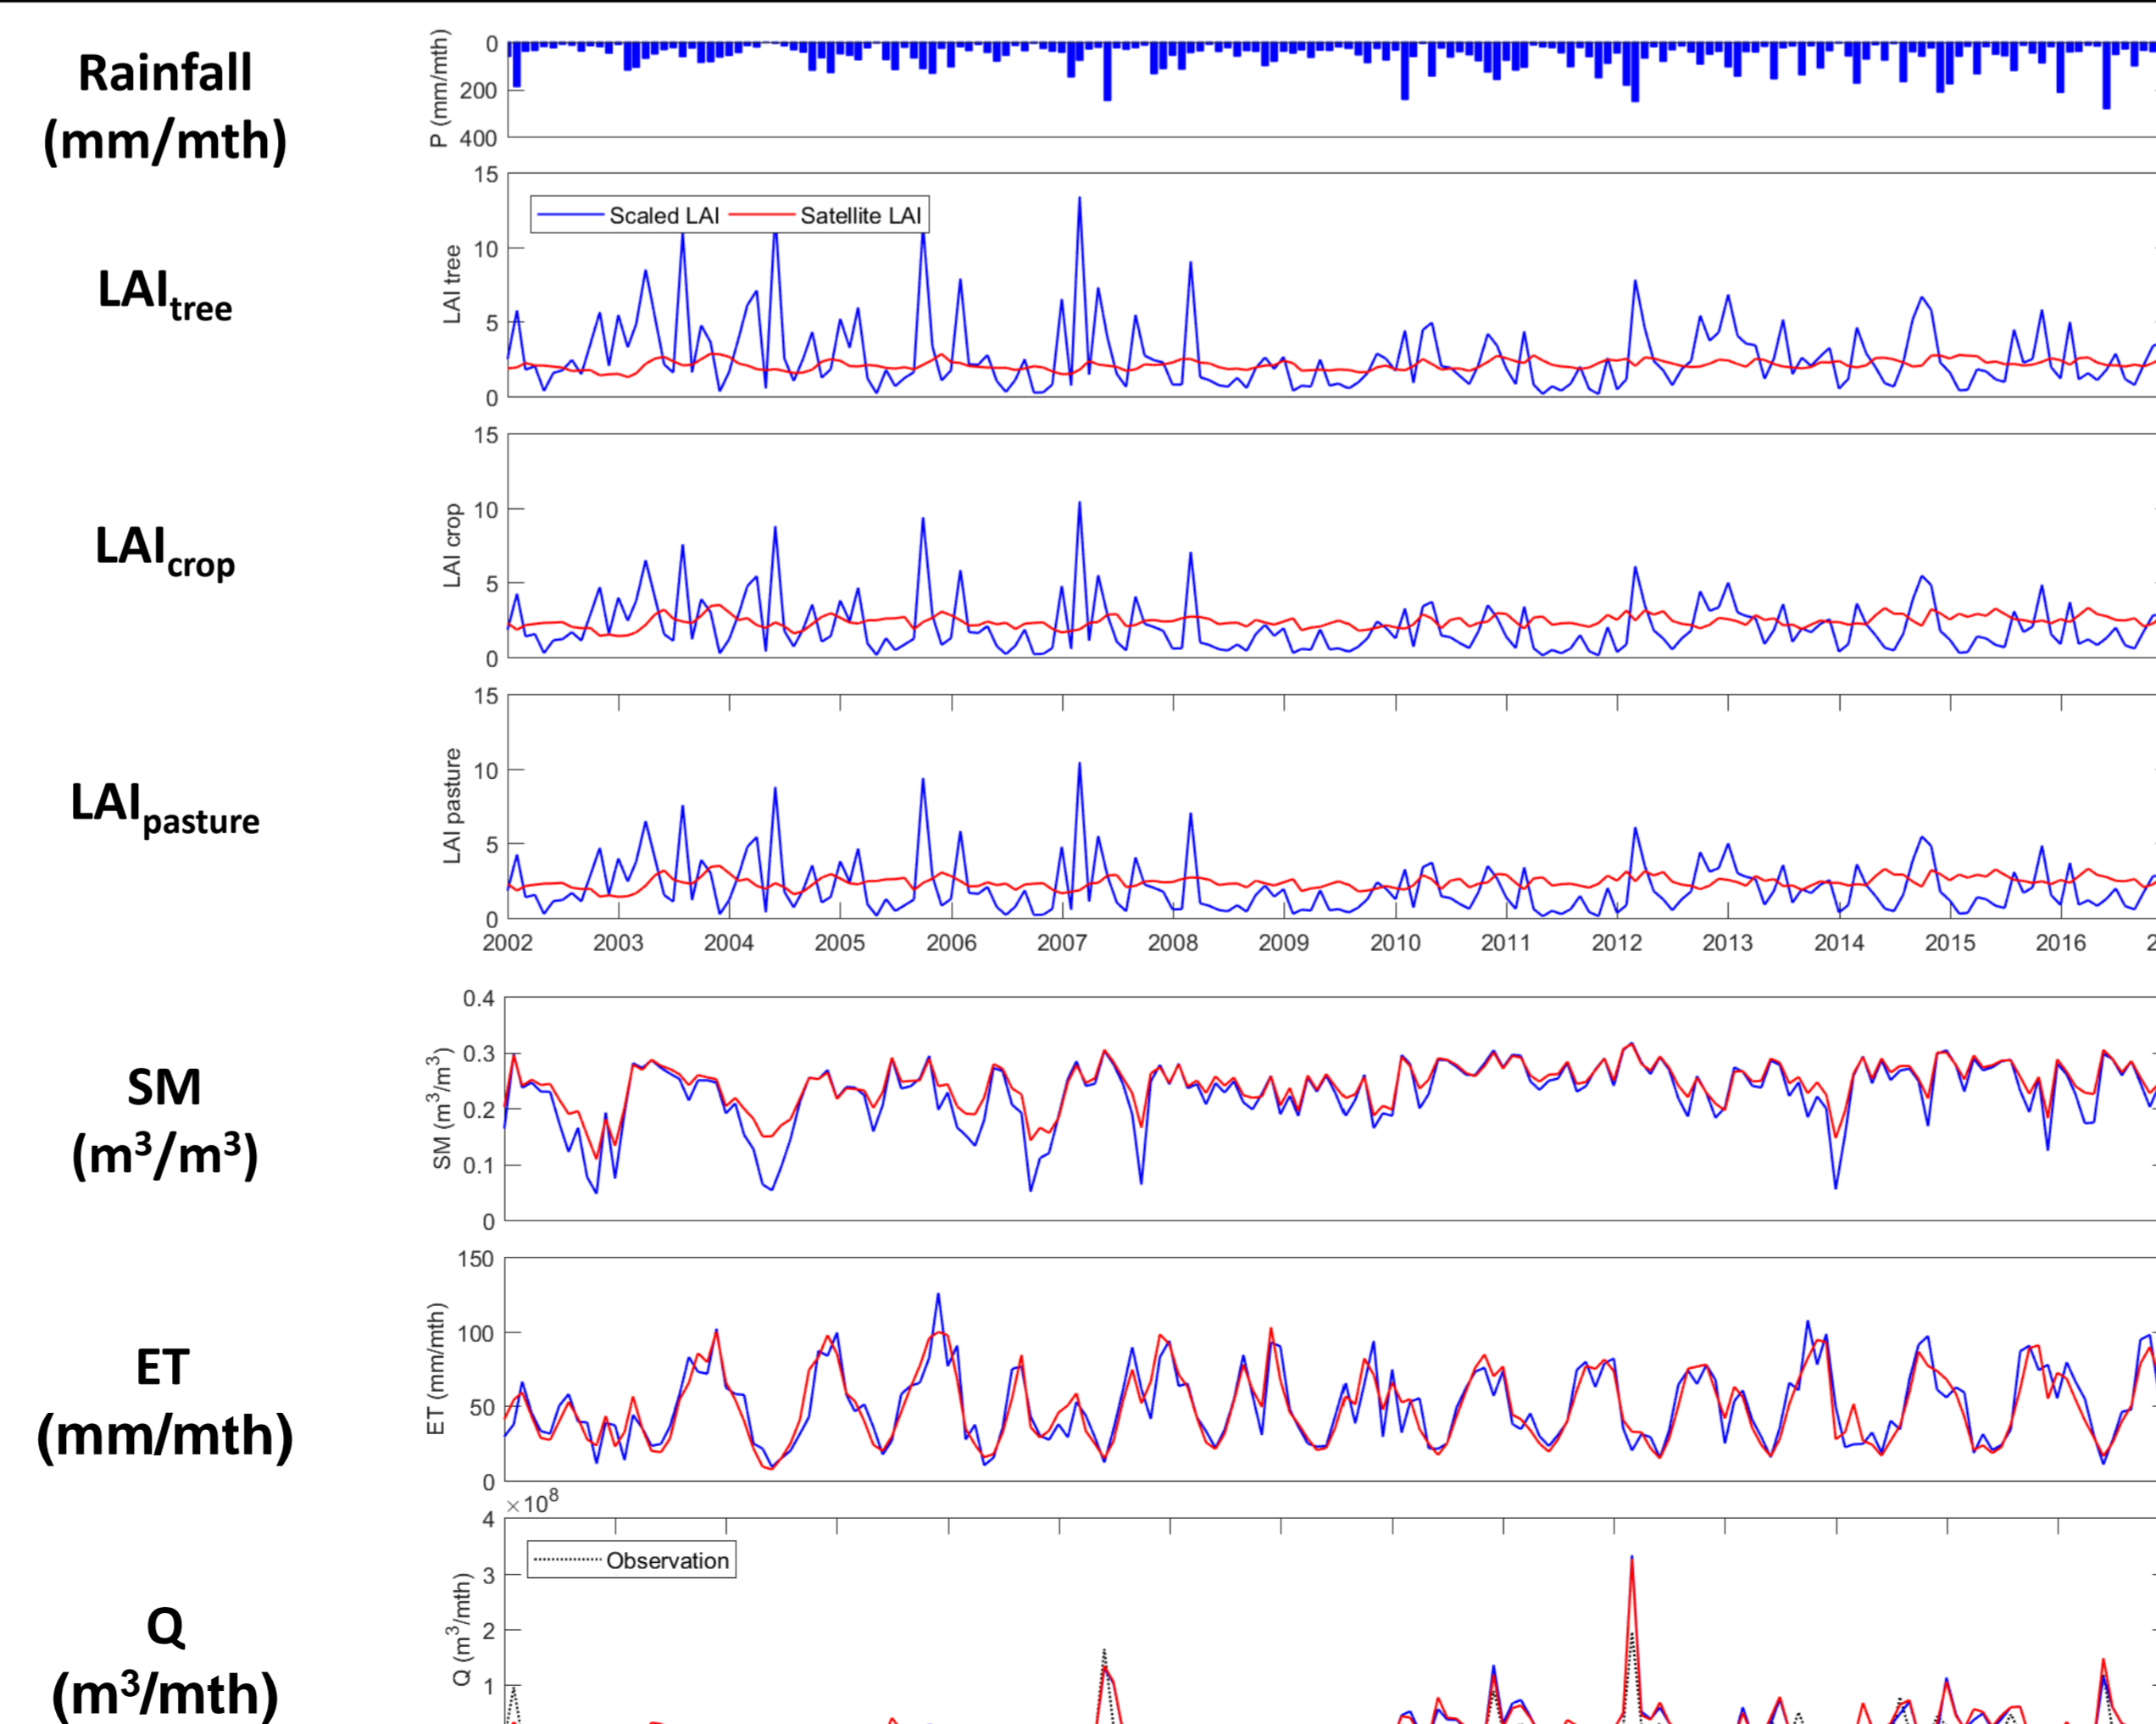 Rainfall
(mm/mth)
P (mm/mth)
0
200
400
LAItree
LAI tree
15
10
5
0
Scaled LAI
Satellite LAI
LAIcrop
LAI crop
15
10
5
0
LAIpasture
LAI pasture
15
10
5
0
2002 2003 2004 2005 2006 2007 2008 2009 2010 2011 2012 2013 2014 2015 2016 2
SM
(m³/m³)
SM (m³/m³)
0.4
0.3
0.2
0.1
0
ET
(mm/mth)
ET (mm/mth)
150
100
50
0
Q
(m³/mth)
Q (m³/mth)
×10⁸
4
3
2
1
Observation